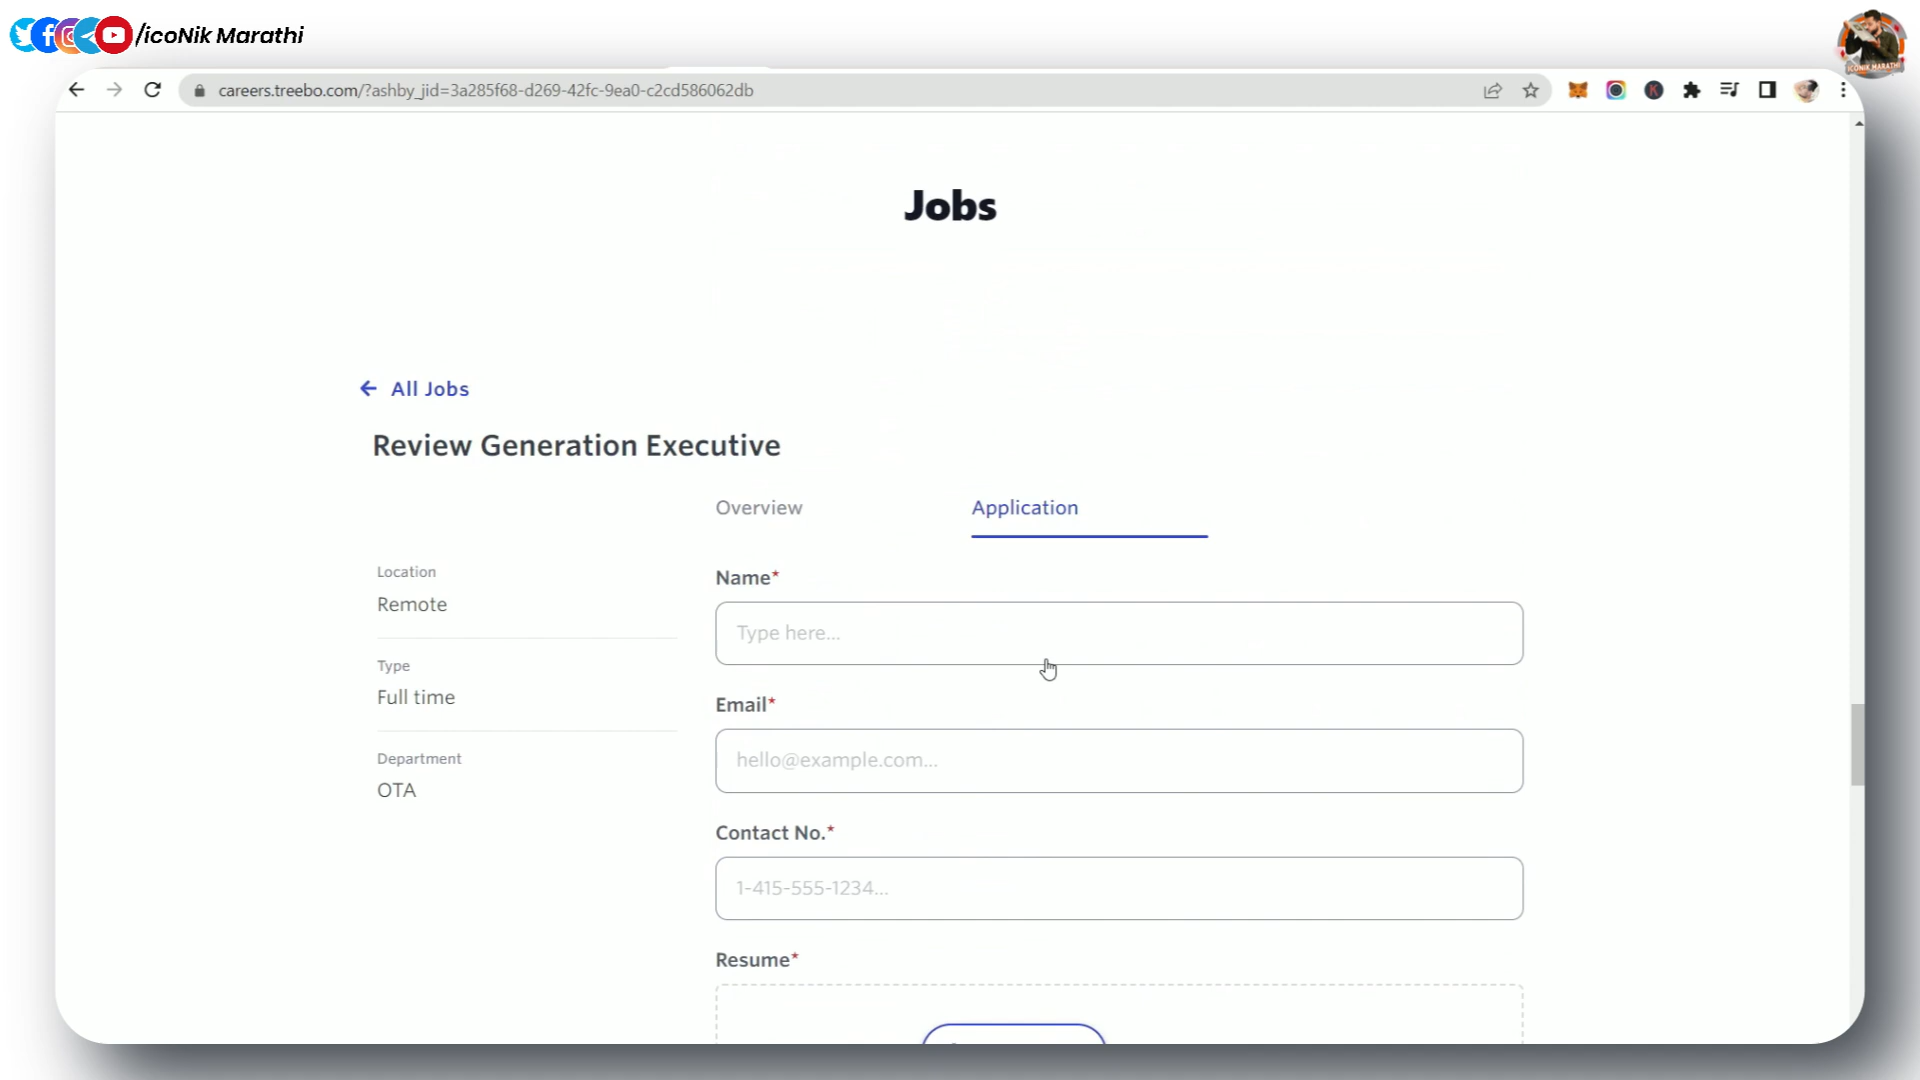 /icoNik Marathi
ICONIK MARATHI
careers.treebo.com/?ashby_jid=3a285f68-d269-42fc-9ea0-c2cd586062db
Jobs
← All Jobs
Review Generation Executive
Overview
Application
Location
Remote
Type
Full time
Department
OTA
Name*
Type here...
Email*
hello@example.com...
Contact No.*
1-415-555-1234...
Resume*